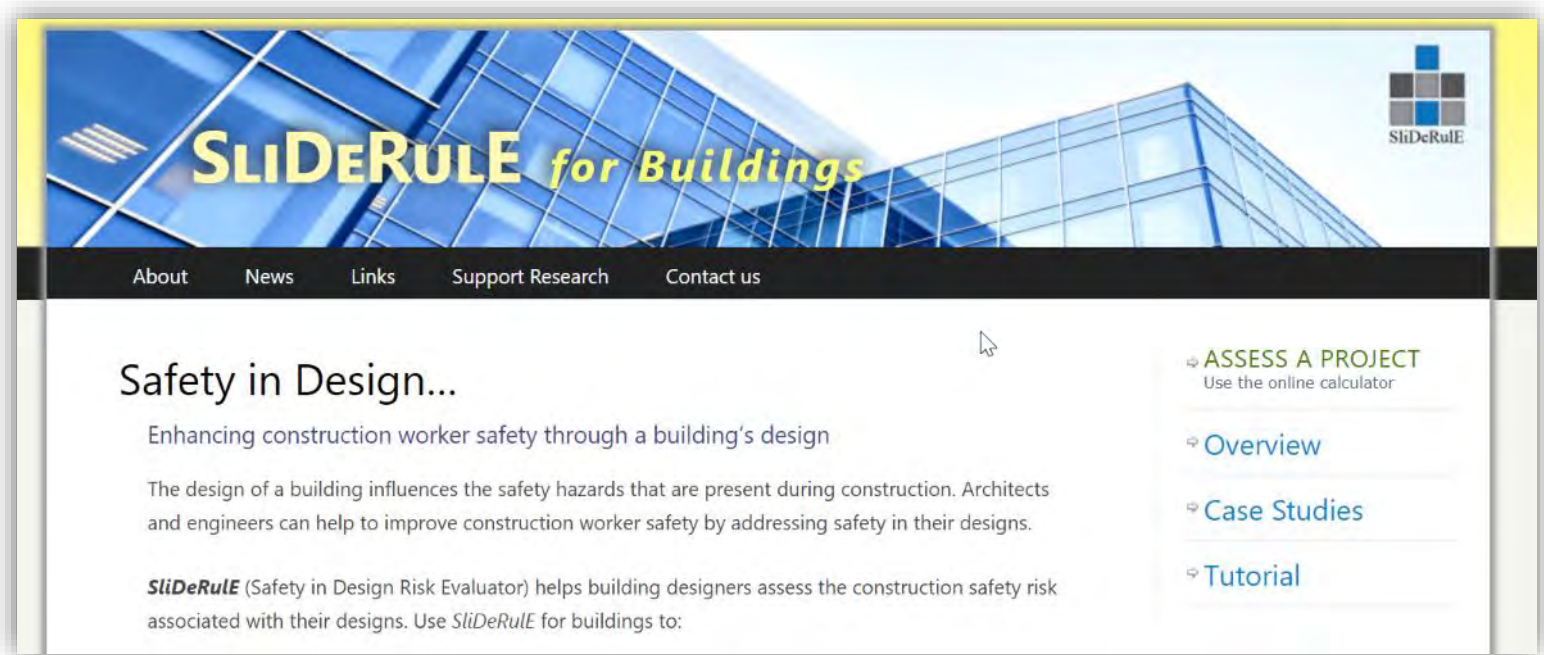 SLIDERULE for Buildings
SliDeRulE
About News Links Support Research Contact us
Safety in Design...
Enhancing construction worker safety through a building's design
The design of a building influences the safety hazards that are present during construction. Architects
and engineers can help to improve construction worker safety by addressing safety in their designs.
SliDeRulE (Safety in Design Risk Evaluator) helps building designers assess the construction safety risk
associated with their designs. Use SliDeRulE for buildings to:
ASSESS A PROJECT
Use the online calculator
Overview
Case Studies
Tutorial